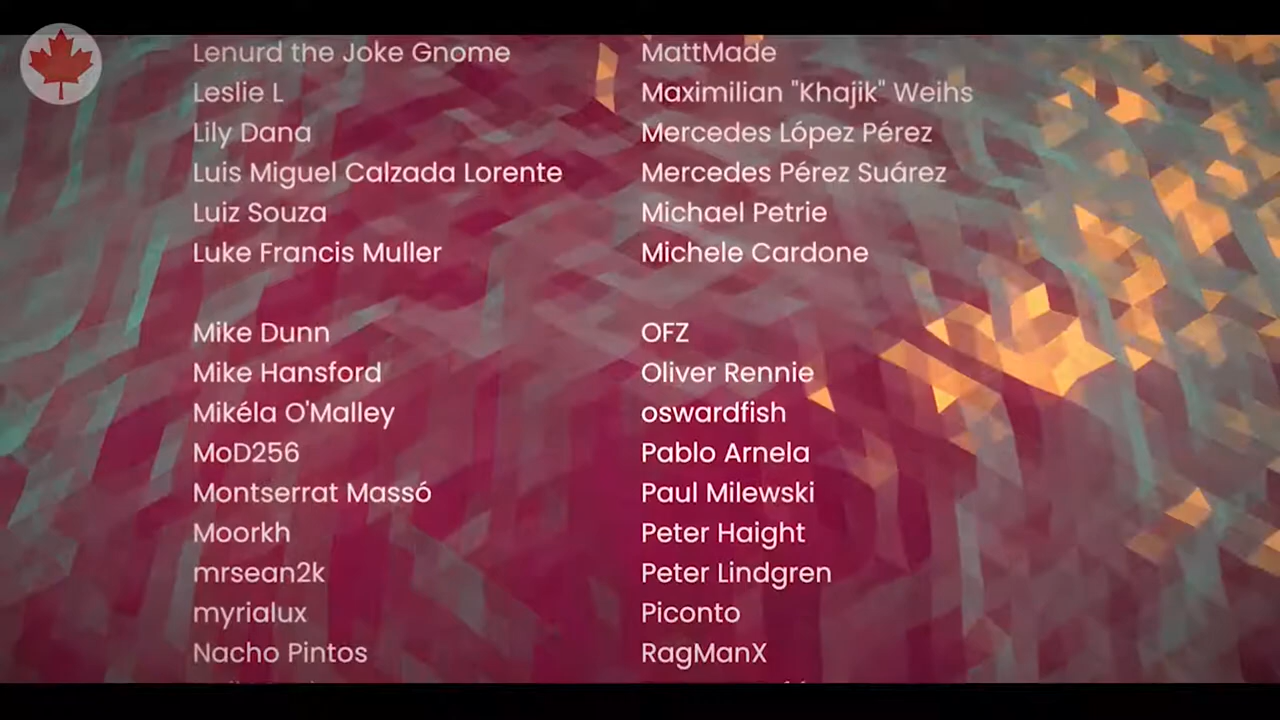 Lenurd the Joke Gnome
Leslie L
Lily Dana
Luis Miguel Calzada Lorente
Luiz Souza
Luke Francis Muller
MattMade
Maximilian "Khajik" Weihs
Mercedes López Pérez
Mercedes Pérez Suárez
Michael Petrie
Michele Cardone
Mike Dunn
Mike Hansford
Mikéla O'Malley
MoD256
Montserrat Massó
Moorkh
mrsean2k
myrialux
Nacho Pintos
OFZ
Oliver Rennie
oswardfish
Pablo Arnela
Paul Milewski
Peter Haight
Peter Lindgren
Piconto
RagManX